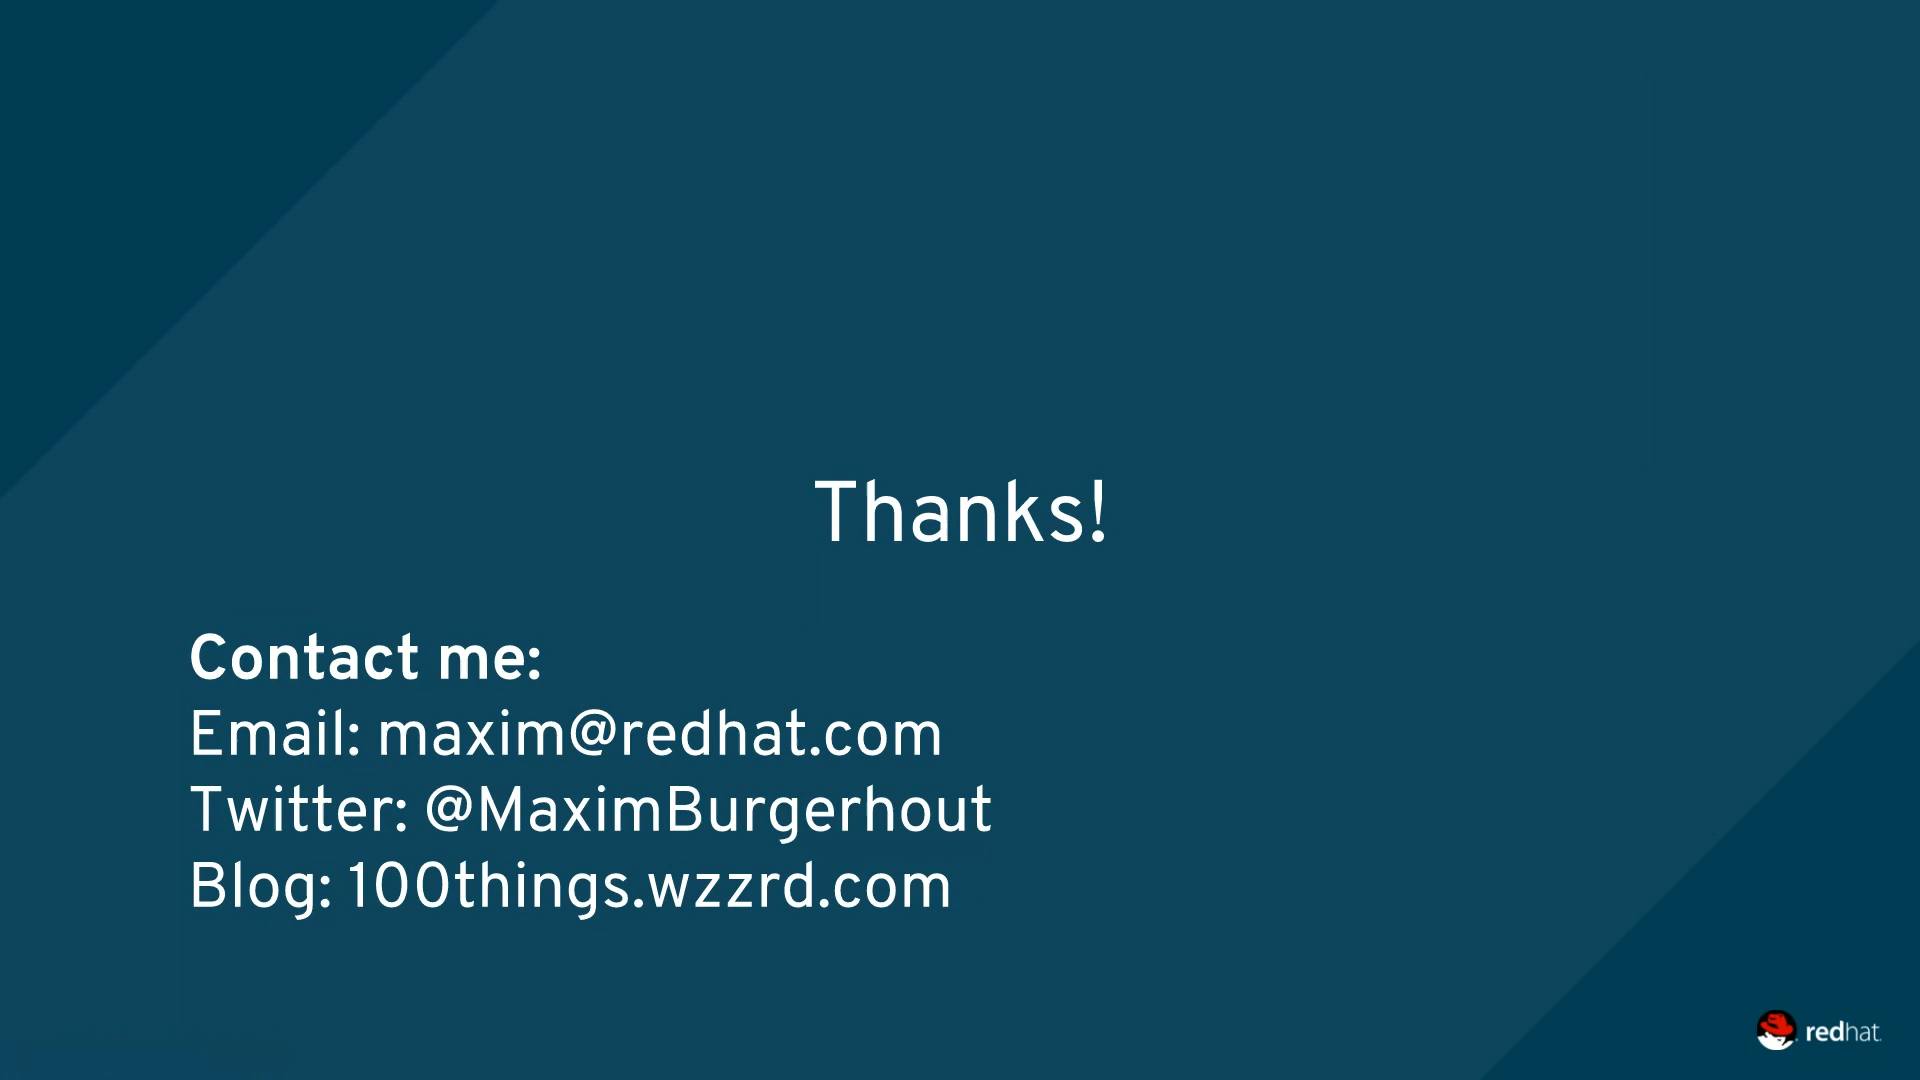 Thanks!
Contact me:
Email: maxim@redhat.com
Twitter: @MaximBurgerhout
Blog: 100things.wzzrd.com
redhat.